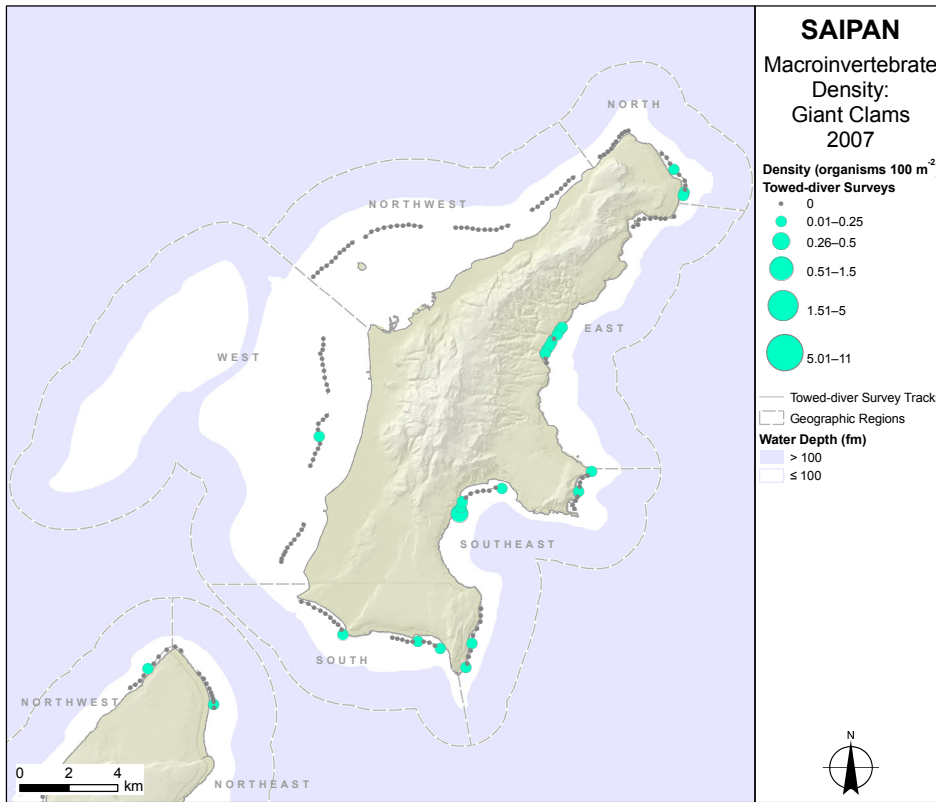 SAIPAN
Macroinvertebrate
Density:
Giant Clams
2007
Density (organisms 100 m-2)
Towed-diver Surveys
0
0.01–0.25
0.26–0.5
0.51–1.5
1.51–5
5.01–11
Towed-diver Survey Tracks
Geographic Regions
Water Depth (fm)
> 100
≤ 100
N
NORTH
NORTHWEST
EAST
WEST
SOUTHEAST
SOUTH
NORTHWEST
NORTHEAST
0 2 4
km